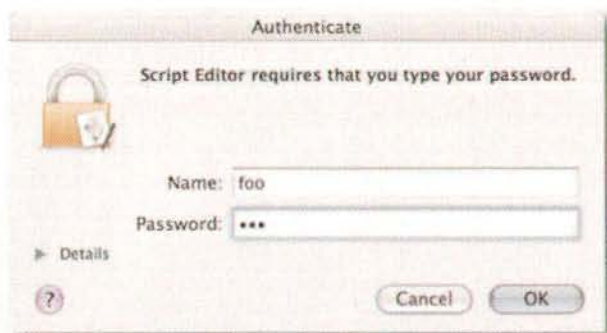 Authenticate
Script Editor requires that you type your password.
Name: foo
Password: •••
Details
? Cancel OK